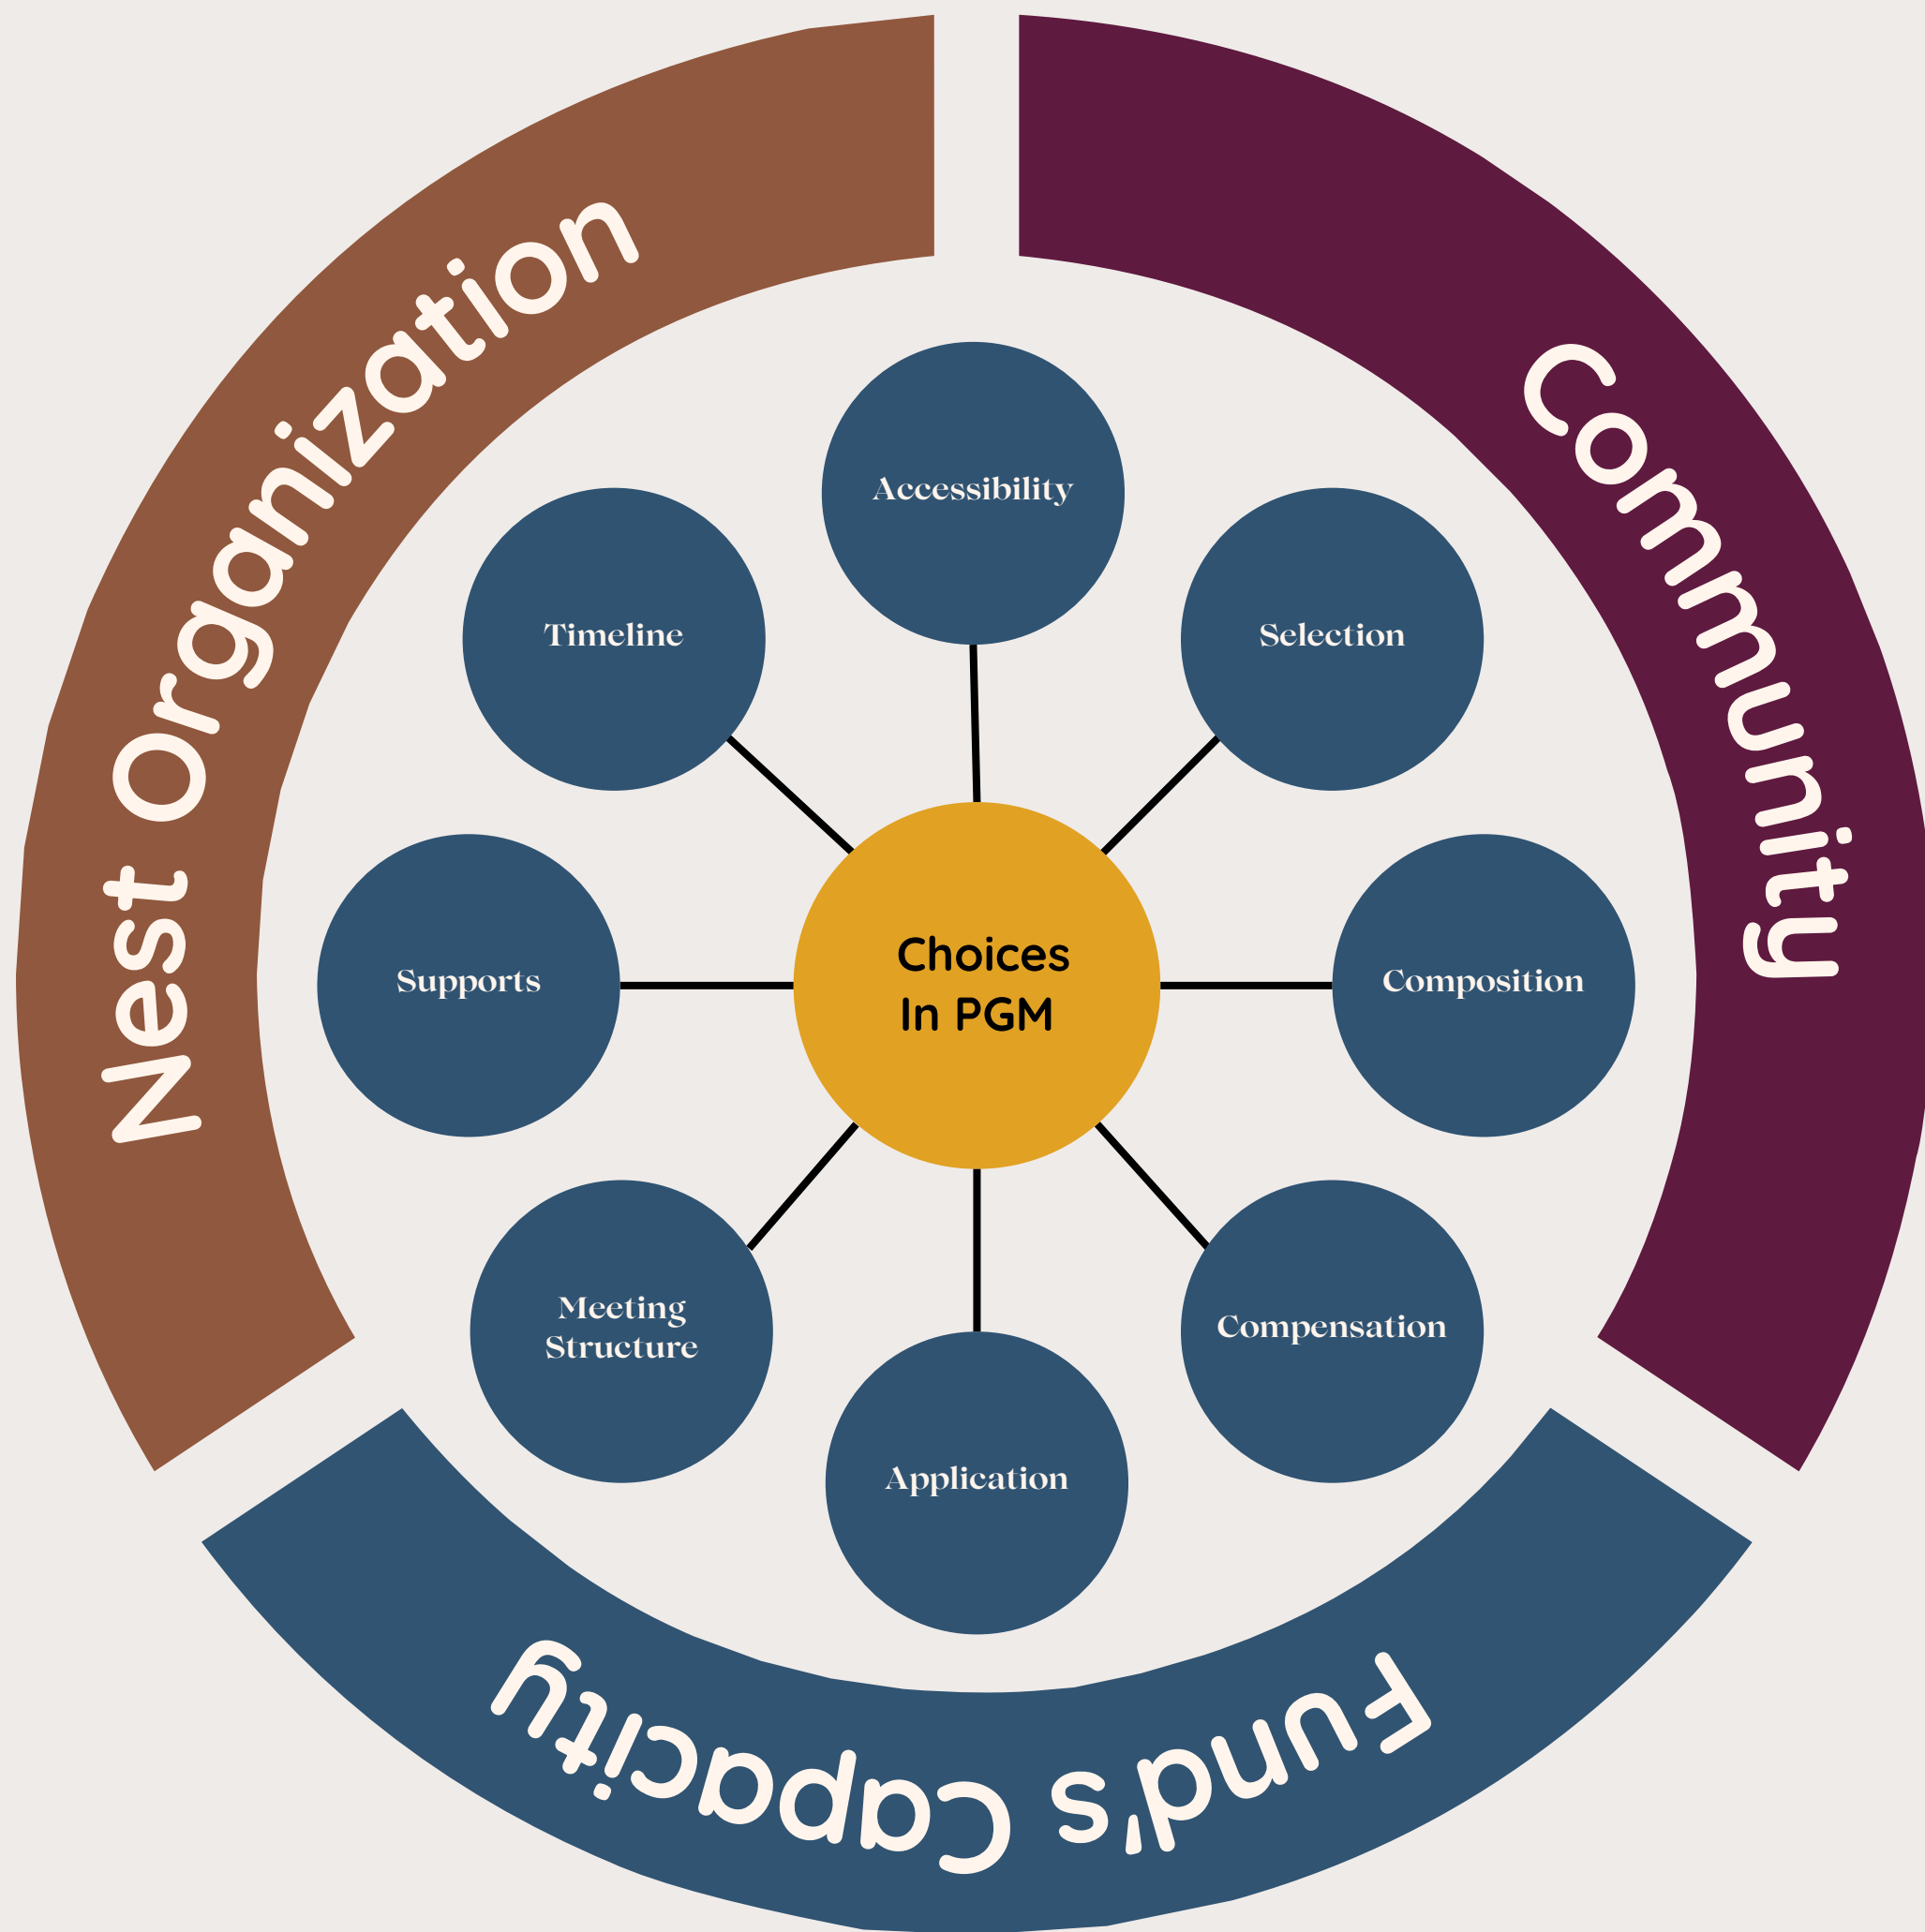 Nest Organization
Community
Accessibility
Timeline
Selection
Choices
In PGM
Supports
Composition
Meeting
Structure
Compensation
Application
Fund's Capacity